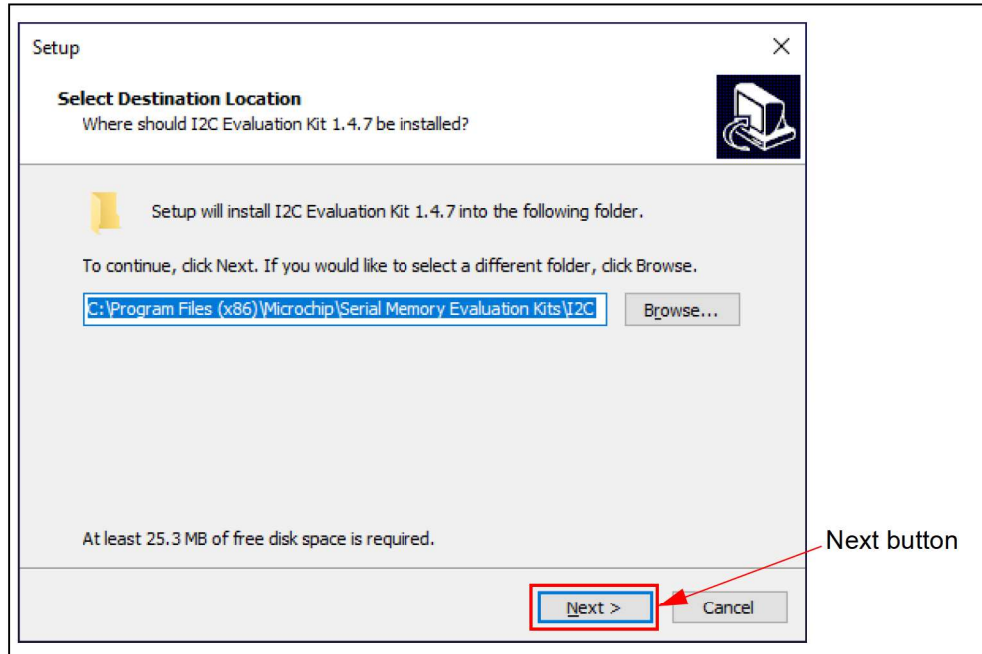 Setup
Select Destination Location
Where should I2C Evaluation Kit 1.4.7 be installed?
Setup will install I2C Evaluation Kit 1.4.7 into the following folder.
To continue, click Next. If you would like to select a different folder, click Browse.
C:\Program Files (x86)\Microchip\Serial Memory Evaluation Kits\I2C
Browse...
At least 25.3 MB of free disk space is required.
Next button
Next >
Cancel